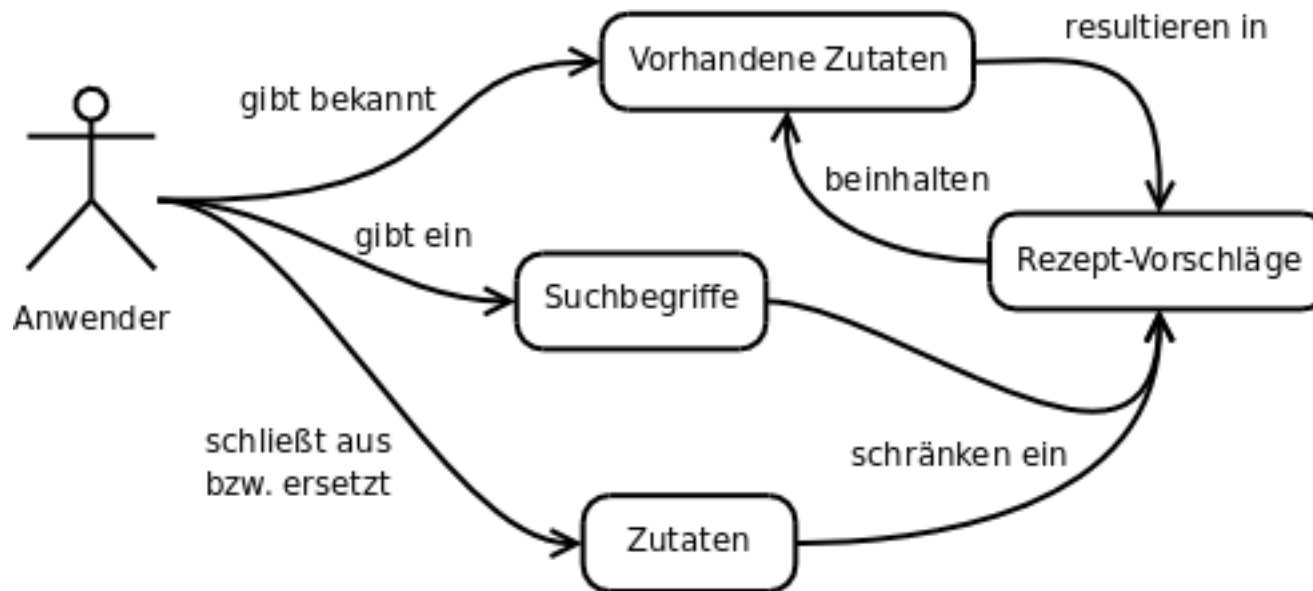 resultieren in
Vorhandene Zutaten
gibt bekannt
beinhalten
gibt ein
Rezept-Vorschläge
Suchbegriffe
Anwender
schließt aus
bzw. ersetzt
schränken ein
Zutaten